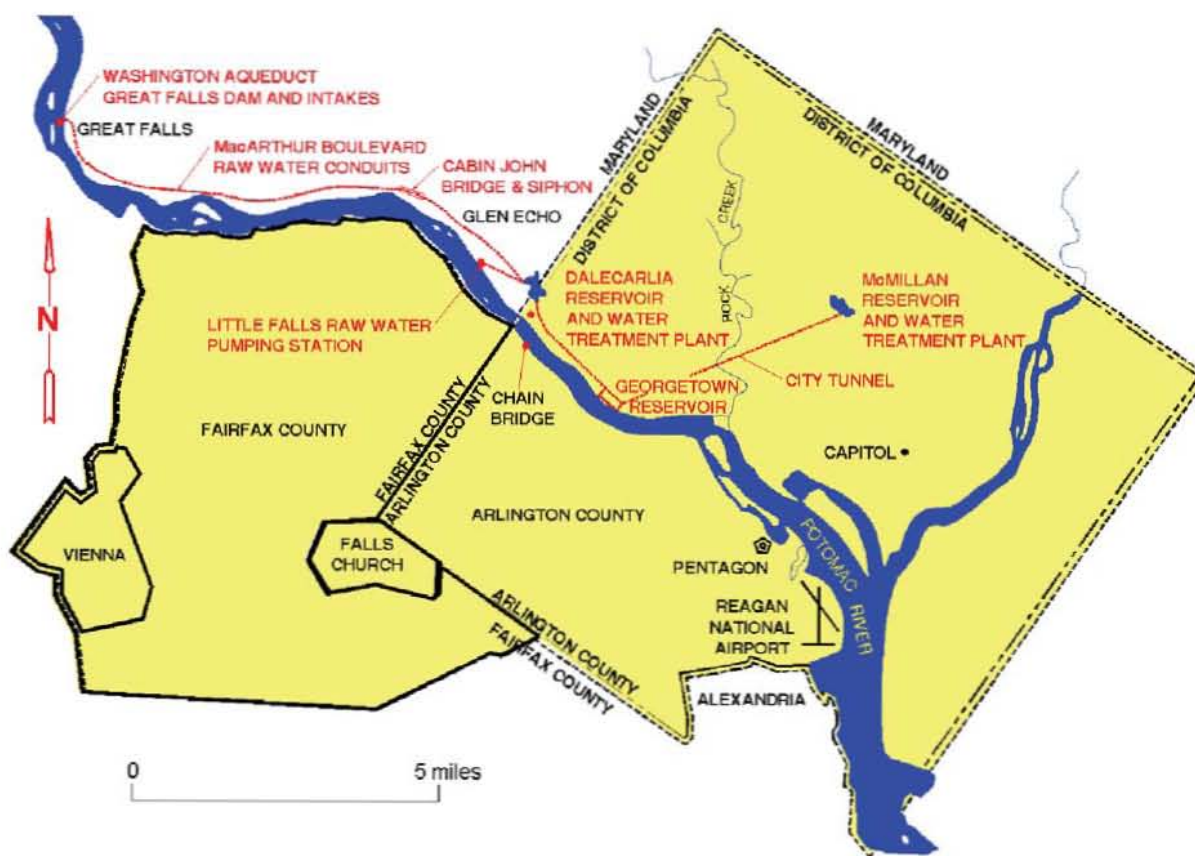 WASHINGTON AQUEDUCT
GREAT FALLS DAM AND INTAKES
GREAT FALLS
MacARTHUR BOULEVARD
RAW WATER CONDUITS
CABIN JOHN
BRIDGE & SIPHON
GLEN ECHO
MARYLAND
DISTRICT OF COLUMBIA
MARYLAND
DISTRICT OF COLUMBIA
ROCK
CREEK
N
DALECARLIA
RESERVOIR
AND WATER
TREATMENT PLANT
McMILLAN
RESERVOIR
AND WATER
TREATMENT PLANT
LITTLE FALLS RAW WATER
PUMPING STATION
CITY TUNNEL
GEORGETOWN
RESERVOIR
CHAIN
BRIDGE
FAIRFAX COUNTY
FAIRFAX COUNTY
ARLINGTON COUNTY
CAPITOL
ARLINGTON COUNTY
VIENNA
FALLS
CHURCH
PENTAGON
POTOMAC RIVER
REAGAN
NATIONAL
AIRPORT
ARLINGTON COUNTY
FAIRFAX COUNTY
ALEXANDRIA
0 5 miles